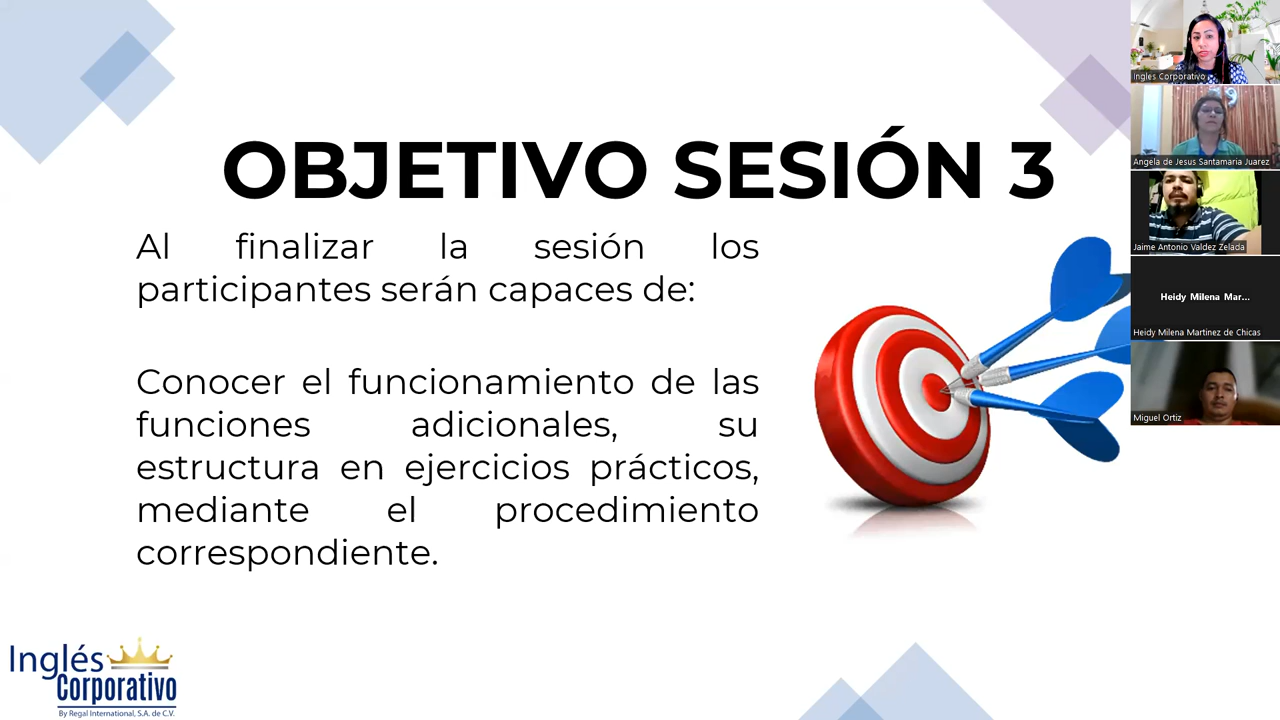 OBJETIVO SESIÓN 3
Al finalizar la sesión los
participantes serán capaces de:
Conocer el funcionamiento de las
funciones adicionales, su
estructura en ejercicios prácticos,
mediante el procedimiento
correspondiente.
Inglés
Corporativo
By Regal International, S.A. de C.V.
Ingles Corporativo
Angela de Jesus Santamaria Juarez
Jaime Antonio Valdez Zelada
Heidy Milena Mar...
Heidy Milena Martinez de Chicas
Miguel Ortiz